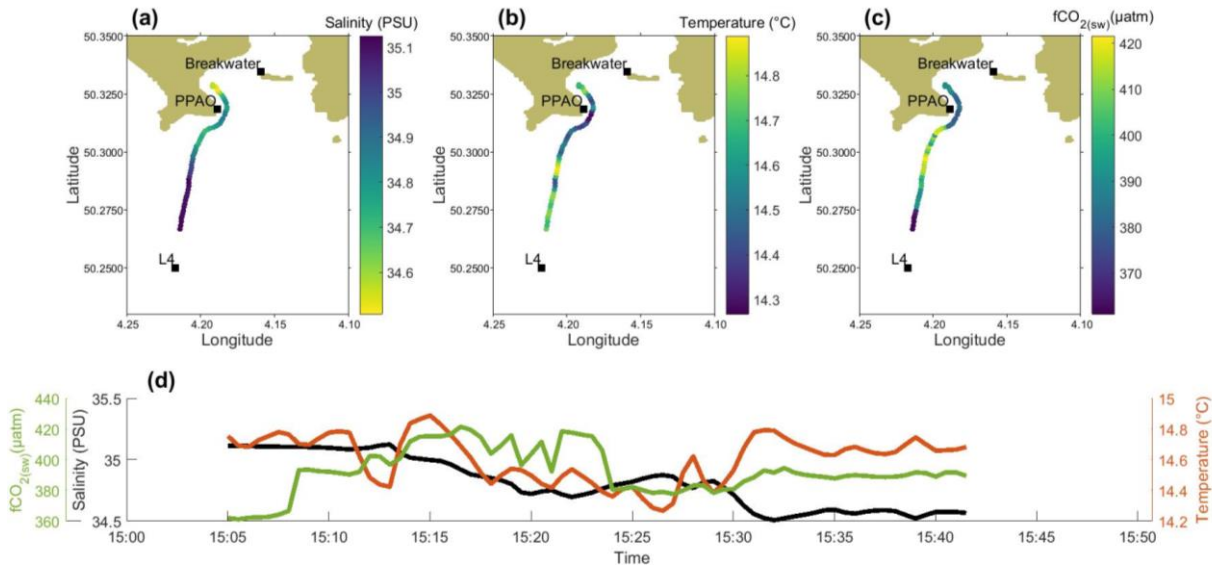 (a) Salinity (PSU)
50.3500
50.3250
50.3000
50.2750
50.2500
Latitude
Breakwater
PPAO
L4
4.25 4.20 4.15 4.10
Longitude
35.1
35
34.9
34.8
34.7
34.6
(b) Temperature (°C)
50.3500
50.3250
50.3000
50.2750
50.2500
Latitude
Breakwater
PPAO
L4
4.25 4.20 4.15 4.10
Longitude
14.8
14.7
14.6
14.5
14.4
14.3
(c) fCO2(sw)(µatm)
50.3500
50.3250
50.3000
50.2750
50.2500
Latitude
Breakwater
PPAO
L4
4.25 4.20 4.15 4.10
Longitude
420
410
400
390
380
370
(d)
440
420
400
380
360
fCO2(sw)(µatm)
35.5
35
34.5
Salinity (PSU)
15
14.8
14.6
14.4
14.2
Temperature (°C)
15:00 15:05 15:10 15:15 15:20 15:25 15:30 15:35 15:40 15:45 15:50
Time